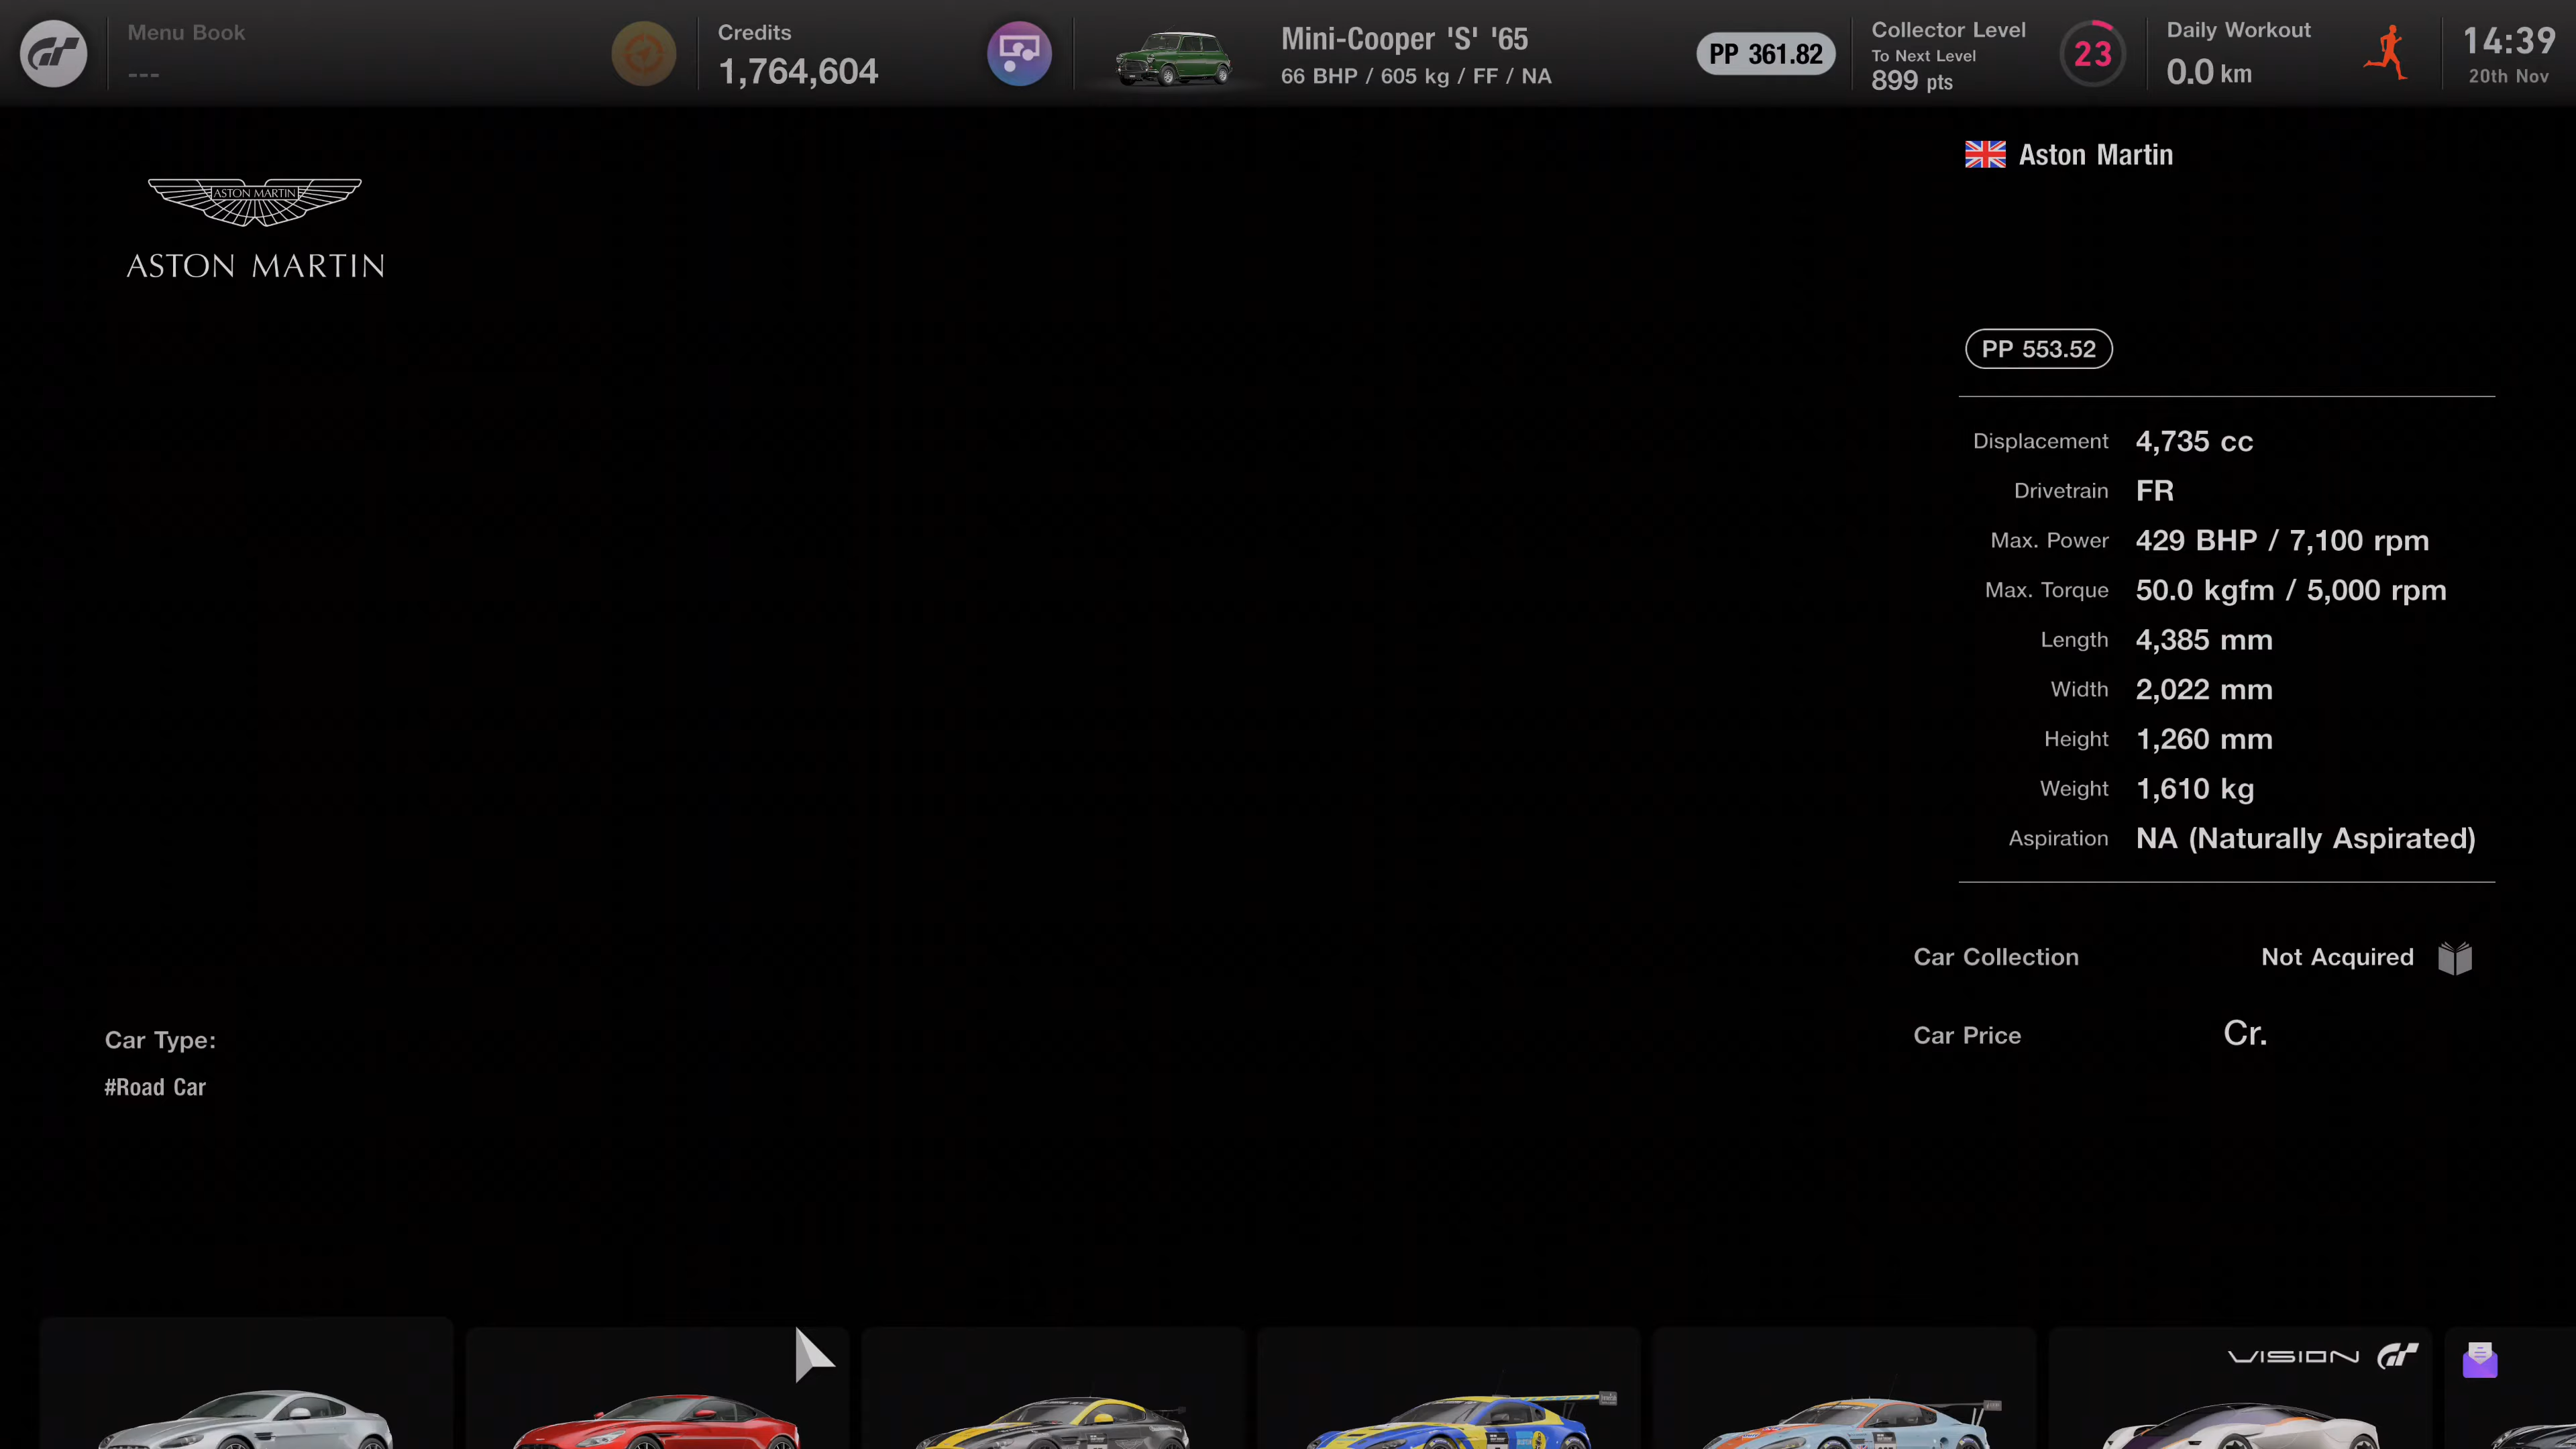 Menu Book
---
Credits
1,764,604
Mini-Cooper 'S' '65
66 BHP / 605 kg / FF / NA
PP 361.82
Collector Level
To Next Level
899 pts
23
Daily Workout
0.0 km
14:39
20th Nov
ASTON MARTIN
ASTON MARTIN
Aston Martin
PP 553.52
Displacement 4,735 cc
Drivetrain FR
Max. Power 429 BHP / 7,100 rpm
Max. Torque 50.0 kgfm / 5,000 rpm
Length 4,385 mm
Width 2,022 mm
Height 1,260 mm
Weight 1,610 kg
Aspiration NA (Naturally Aspirated)
Car Collection Not Acquired
Car Price Cr.
Car Type:
#Road Car
VISION GT